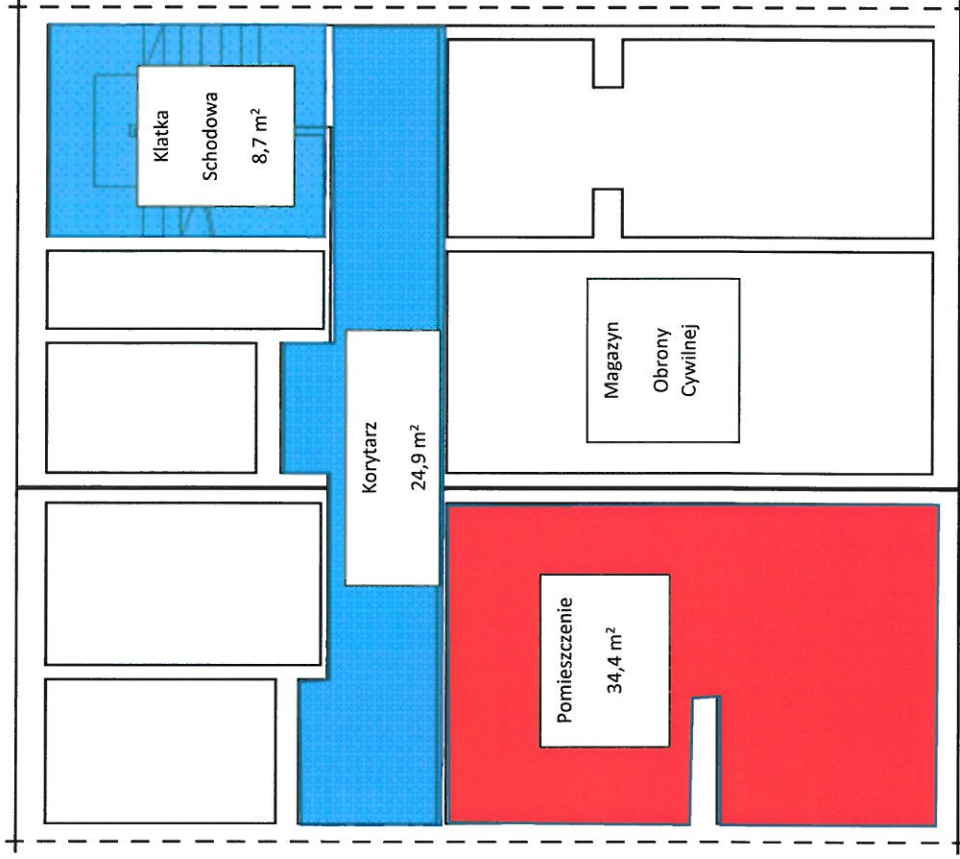 Klatka
Schodowa
8,7 m²
Korytarz
24,9 m²
Magazyn
Obrony
Cywilnej
Pomieszczenie
34,4 m²